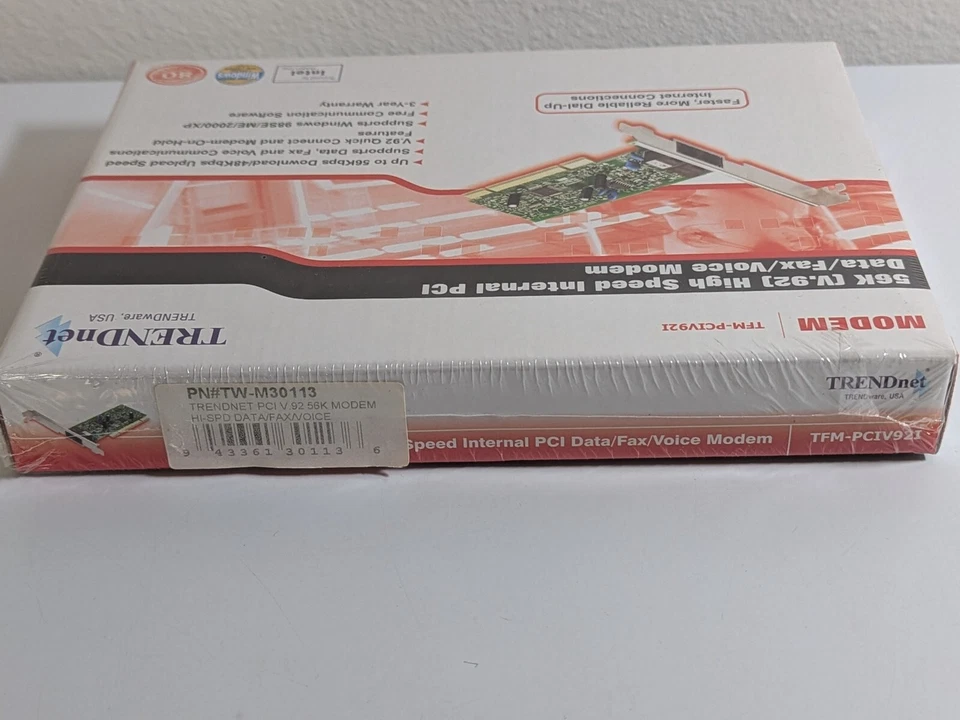 MODEM | TFM-PCIV92I
TRENDnet®
TRENDware, USA
56K (V.92) High Speed Internal PCI
Data/Fax/Voice Modem
Up to 56Kbps Download/48Kbps Upload Speed
Supports Data, Fax and Voice Communications
V.92 Quick Connect and Modem-On-Hold
Features
Supports Windows 98SE/ME/2000/XP
Free Communication Software
3-Year Warranty
Faster, More Reliable Dial-Up
Internet Connections
intel
Windows
PN#TW-M30113
TRENDNET PCI V.92 56K MODEM
HI-SPD DATA/FAX/VOICE
9 43361 30113 6
Speed Internal PCI Data/Fax/Voice Modem | TFM-PCIV92I
TRENDnet®
TRENDware, USA